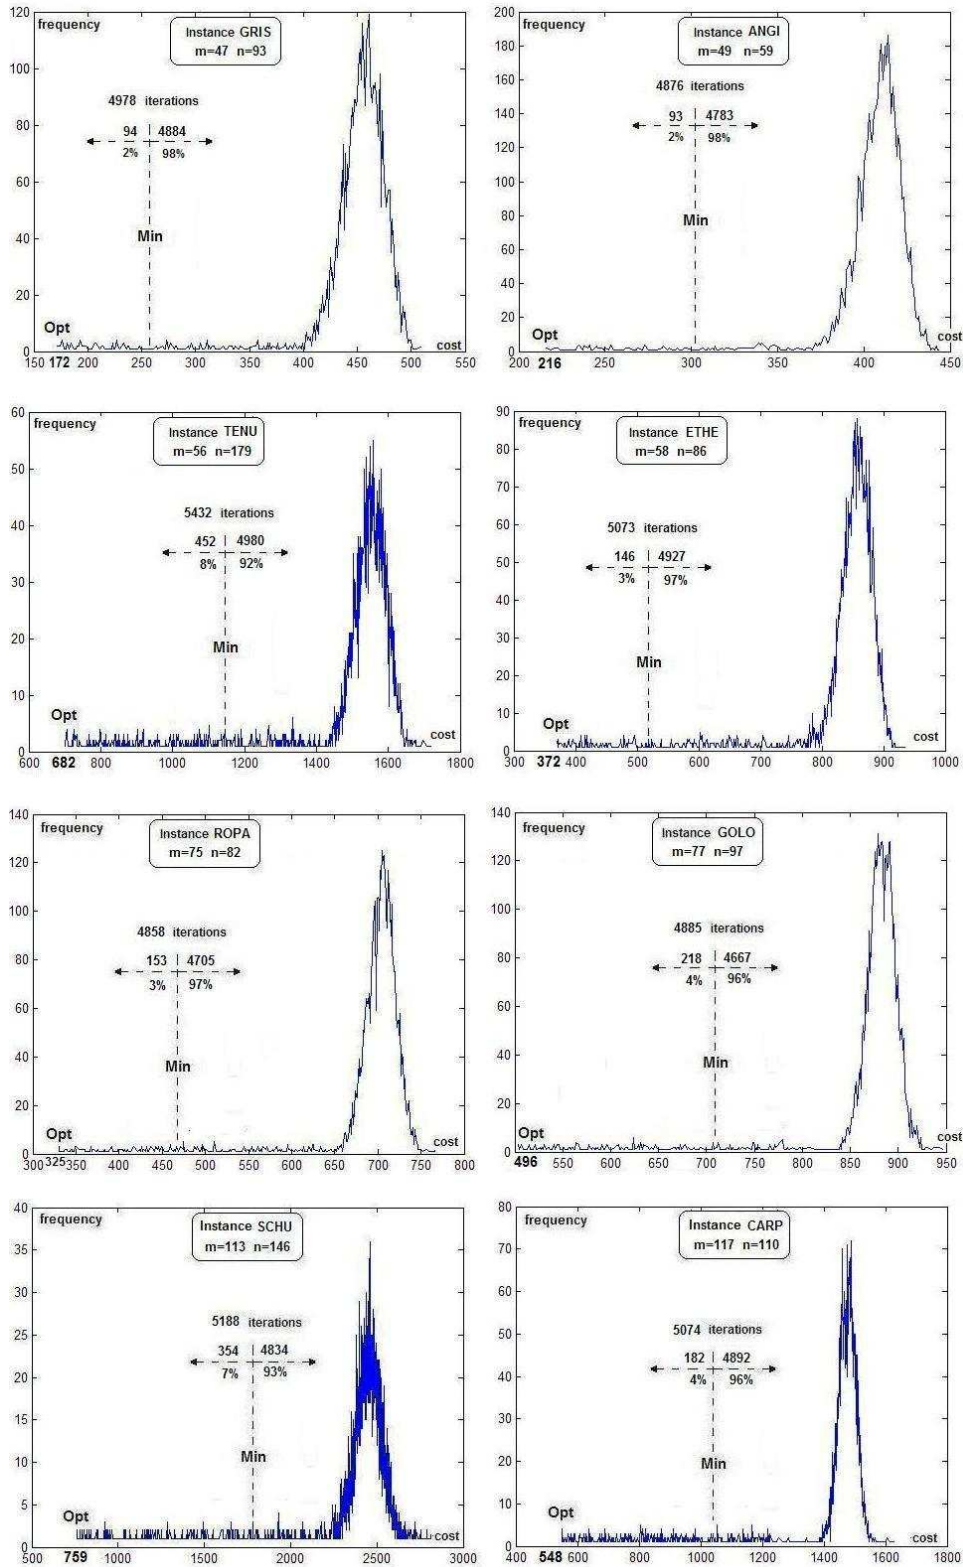 frequency
Instance GRIS
m=47 n=93
4978 iterations
94 4884
2% 98%
Min
Opt
cost
120
100
80
60
40
20
0
150 172 200 250 300 350 400 450 500 550
frequency
Instance ANGI
m=49 n=59
4876 iterations
93 4783
2% 98%
Min
Opt
cost
200
180
160
140
120
100
80
60
40
20
0
200 216 250 300 350 400 450
frequency
Instance TENU
m=56 n=179
5432 iterations
452 4980
8% 92%
Min
Opt
cost
60
50
40
30
20
10
0
600 682 800 1000 1200 1400 1600 1800
frequency
Instance ETHE
m=58 n=86
5073 iterations
146 4927
3% 97%
Min
Opt
cost
90
80
70
60
50
40
30
20
10
0
300 372 400 500 600 700 800 900 1000
frequency
Instance ROPA
m=75 n=82
4858 iterations
153 4705
3% 97%
Min
Opt
cost
140
120
100
80
60
40
20
0
300 325 350 400 450 500 550 600 650 700 750 800
frequency
Instance GOLO
m=77 n=97
4885 iterations
218 4667
4% 96%
Min
Opt
cost
140
120
100
80
60
40
20
0
496 550 600 650 700 750 800 850 900 950
frequency
Instance SCHU
m=113 n=146
5188 iterations
354 4834
7% 93%
Min
Opt
cost
40
35
30
25
20
15
10
5
0
500 759 1000 1500 2000 2500 3000
frequency
Instance CARP
m=117 n=110
5074 iterations
182 4892
4% 96%
Min
Opt
cost
80
70
60
50
40
30
20
10
0
400 548 600 800 1000 1200 1400 1600 1800